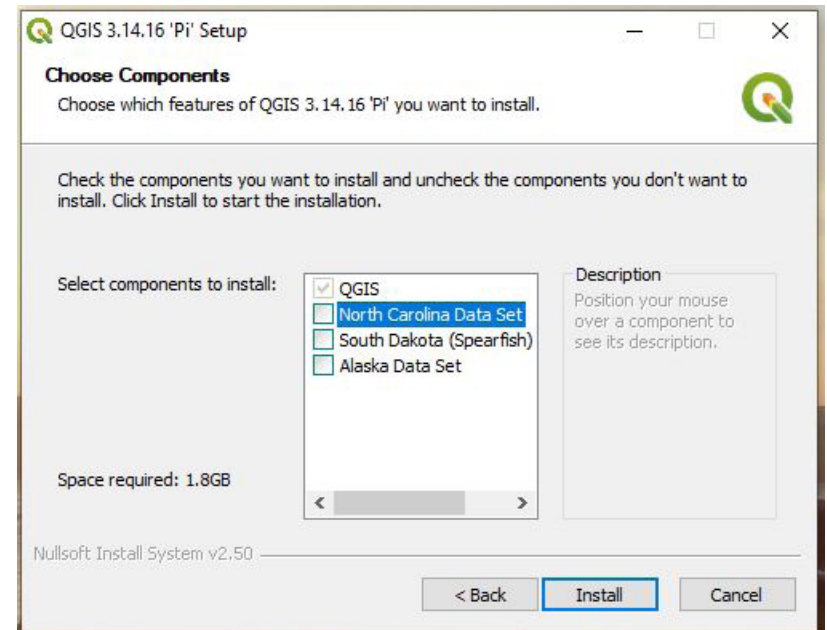 QGIS 3.14.16 'Pi' Setup
Choose Components
Choose which features of QGIS 3.14.16 'Pi' you want to install.
Check the components you want to install and uncheck the components you don't want to
install. Click Install to start the installation.
Select components to install:
QGIS
North Carolina Data Set
South Dakota (Spearfish)
Alaska Data Set
Description
Position your mouse
over a component to
see its description.
Space required: 1.8GB
Nullsoft Install System v2.50
< Back
Install
Cancel